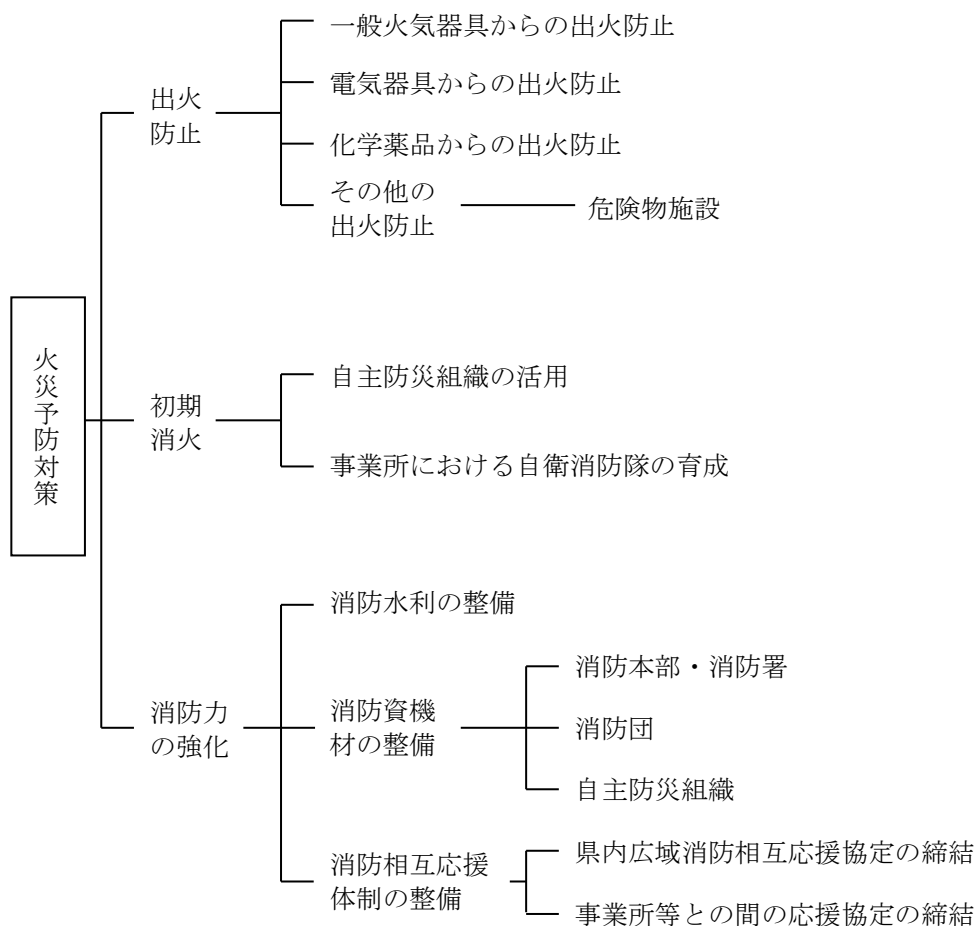 火災予防対策
出火
防止
一般火気器具からの出火防止
電気器具からの出火防止
化学薬品からの出火防止
その他の
出火防止
危険物施設
初期
消火
自主防災組織の活用
事業所における自衛消防隊の育成
消防力
の強化
消防水利の整備
消防資機
材の整備
消防本部・消防署
消防団
自主防災組織
消防相互応援
体制の整備
県内広域消防相互応援協定の締結
事業所等との間の応援協定の締結